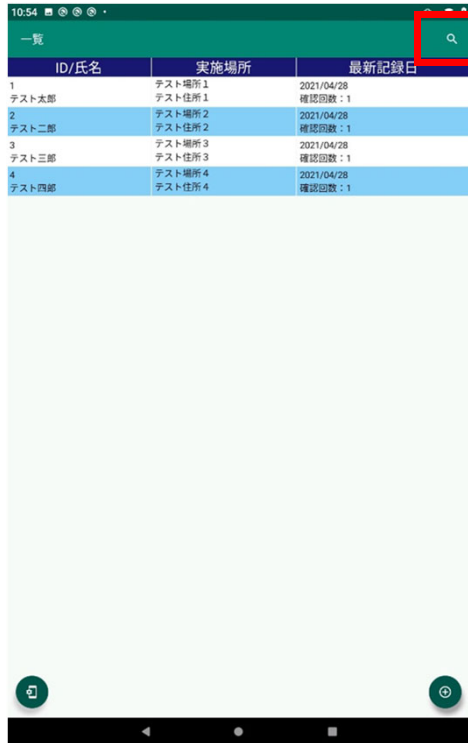 10:54
一覧
ID/氏名 実施場所 最新記録日
1 テスト場所１ 2021/04/28
テスト太郎 テスト住所１ 確認回数：1
2 テスト場所２ 2021/04/28
テスト二郎 テスト住所２ 確認回数：1
3 テスト場所３ 2021/04/28
テスト三郎 テスト住所３ 確認回数：1
4 テスト場所４ 2021/04/28
テスト四郎 テスト住所４ 確認回数：1